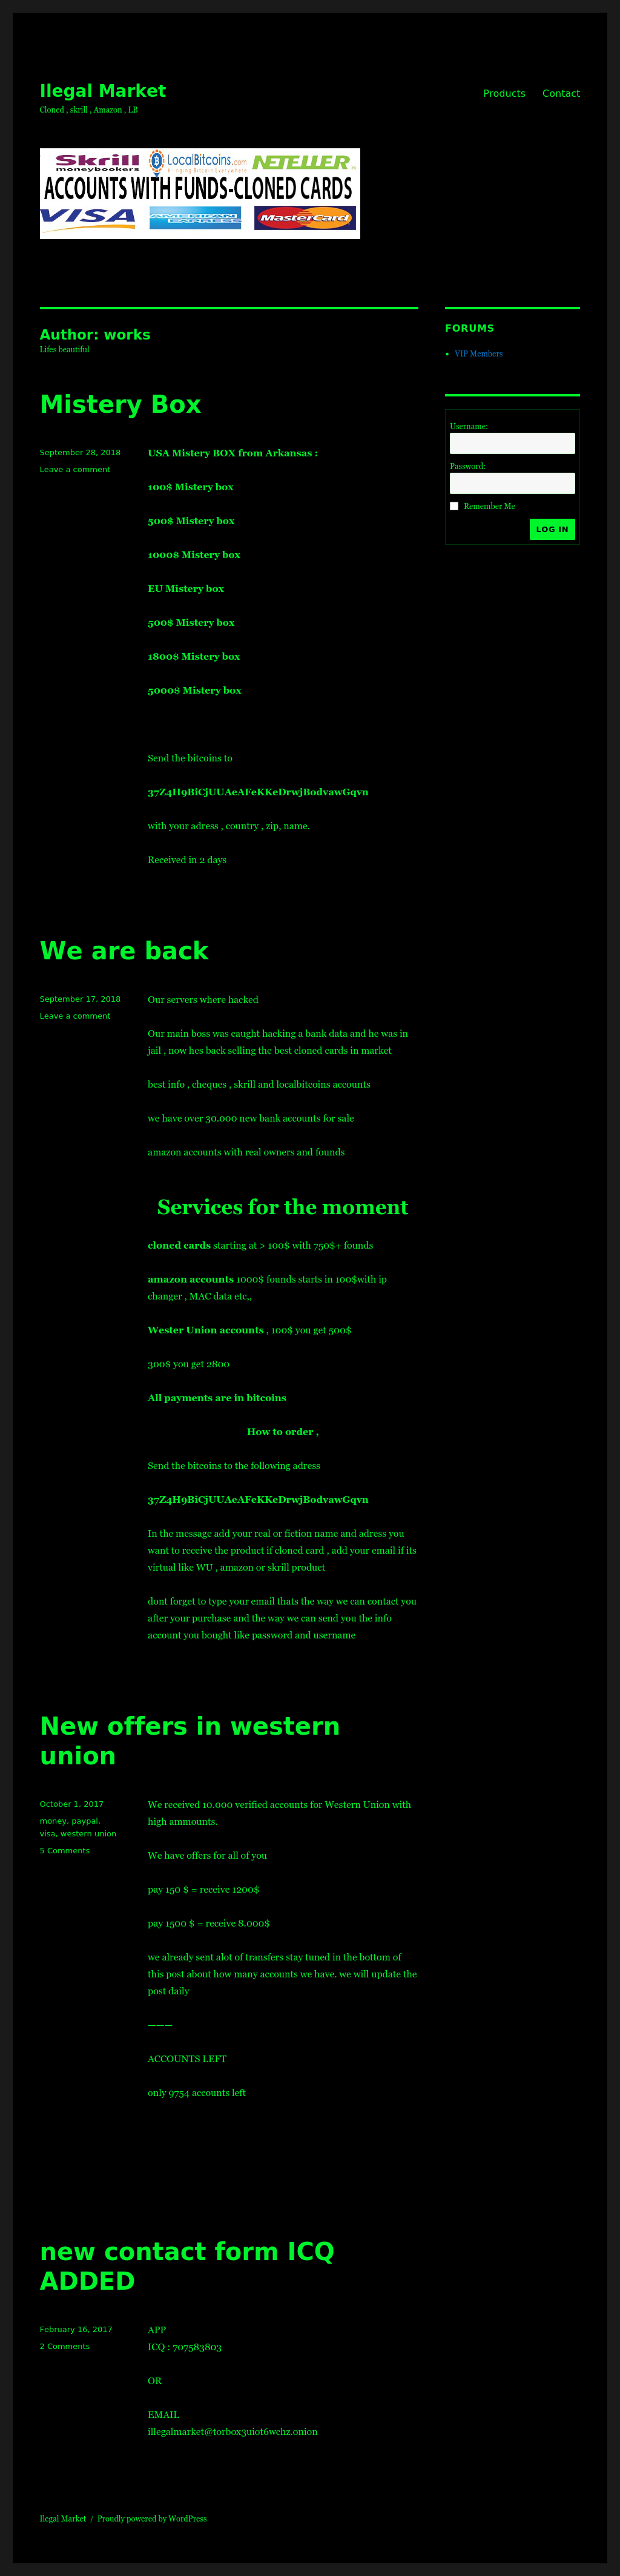 Ilegal Market
Cloned , skrill , Amazon , LB
Products Contact
Skrill
moneybookers
LocalBitcoins.com
NETELLER
ACCOUNTS WITH FUNDS-CLONED CARDS
VISA
AMERICAN EXPRESS
MasterCard
Author: works
Lifes beautiful
Mistery Box
September 28, 2018
Leave a comment
USA Mistery BOX from Arkansas :
100$ Mistery box
500$ Mistery box
1000$ Mistery box
EU Mistery box
500$ Mistery box
1800$ Mistery box
5000$ Mistery box
Send the bitcoins to
37Z4H9BiCjUUAeAFeKKeDrwjBodvawGqvn
with your adress , country , zip, name.
Received in 2 days
We are back
September 17, 2018
Leave a comment
Our servers where hacked
Our main boss was caught hacking a bank data and he was in
jail , now hes back selling the best cloned cards in market
best info , cheques , skrill and localbitcoins accounts
we have over 30.000 new bank accounts for sale
amazon accounts with real owners and founds
Services for the moment
cloned cards starting at > 100$ with 750$+ founds
amazon accounts 1000$ founds starts in 100$with ip
changer , MAC data etc,,
Wester Union accounts , 100$ you get 500$
300$ you get 2800
All payments are in bitcoins
How to order ,
Send the bitcoins to the following adress
37Z4H9BiCjUUAeAFeKKeDrwjBodvawGqvn
In the message add your real or fiction name and adress you
want to receive the product if cloned card , add your email if its
virtual like WU , amazon or skrill product
dont forget to type your email thats the way we can contact you
after your purchase and the way we can send you the info
account you bought like password and username
New offers in western
union
October 1, 2017
money, paypal,
visa, western union
5 Comments
We received 10.000 verified accounts for Western Union with
high ammounts.
We have offers for all of you
pay 150 $ = receive 1200$
pay 1500 $ = receive 8.000$
we already sent alot of transfers stay tuned in the bottom of
this post about how many accounts we have. we will update the
post daily
———
ACCOUNTS LEFT
only 9754 accounts left
new contact form ICQ
ADDED
February 16, 2017
2 Comments
APP
ICQ : 707583803
OR
EMAIL
illegalmarket@torbox3uiot6wchz.onion
FORUMS
VIP Members
Username:
Password:
Remember Me
LOG IN
Ilegal Market / Proudly powered by WordPress